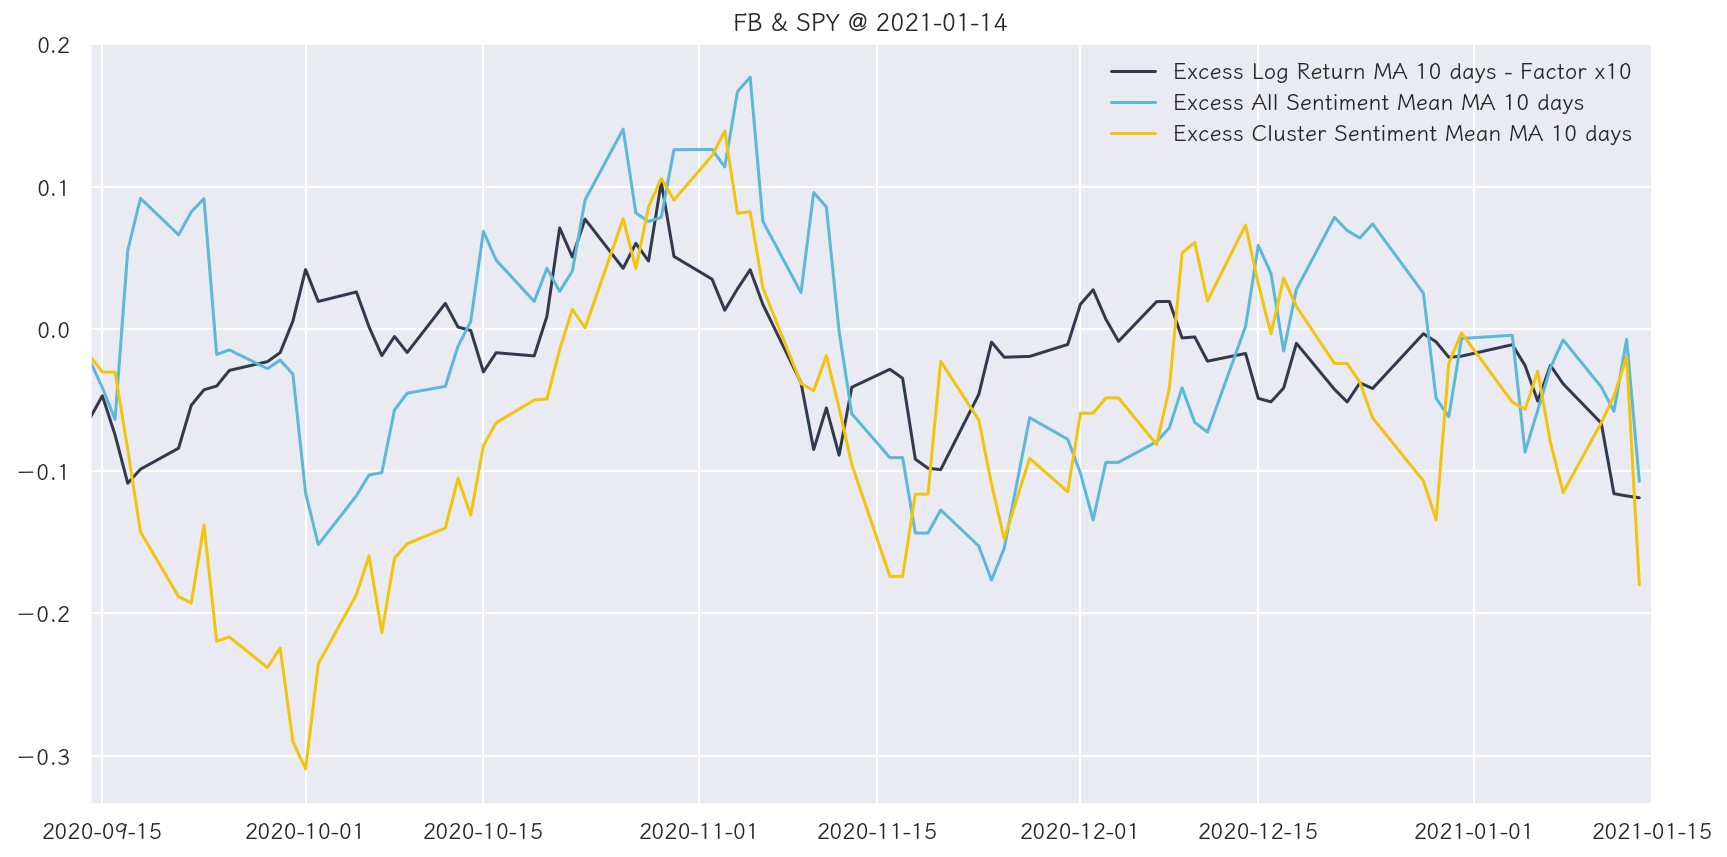 FB & SPY @ 2021-01-14
Excess Log Return MA 10 days - Factor x10
Excess All Sentiment Mean MA 10 days
Excess Cluster Sentiment Mean MA 10 days
0.2
0.1
0.0
−0.1
−0.2
−0.3
2020-09-15 2020-10-01 2020-10-15 2020-11-01 2020-11-15 2020-12-01 2020-12-15 2021-01-01 2021-01-15